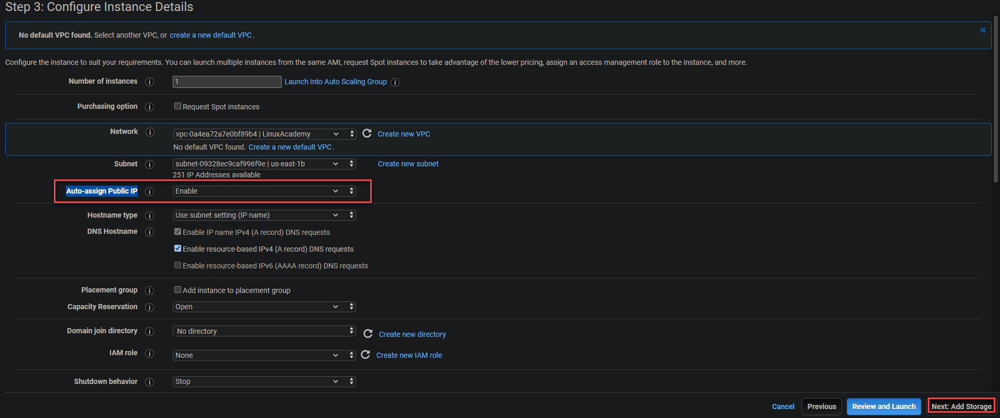 Step 3: Configure Instance Details
No default VPC found. Select another VPC, or create a new default VPC.
Configure the instance to suit your requirements. You can launch multiple instances from the same AMI, request Spot instances to take advantage of the lower pricing, assign an access management role to the instance, and more.
Number of instances 1 Launch into Auto Scaling Group
Purchasing option Request Spot instances
Network vpc-0a4ea72a7e0bf89b4 | LinuxAcademy Create new VPC
No default VPC found. Create a new default VPC.
Subnet subnet-09328ec9caf996f9e | us-east-1b Create new subnet
251 IP Addresses available
Auto-assign Public IP Enable
Hostname type Use subnet setting (IP name)
DNS Hostname Enable IP name IPv4 (A record) DNS requests
Enable resource-based IPv4 (A record) DNS requests
Enable resource-based IPv6 (AAAA record) DNS requests
Placement group Add instance to placement group
Capacity Reservation Open
Domain join directory No directory Create new directory
IAM role None Create new IAM role
Shutdown behavior Stop
Cancel Previous Review and Launch Next: Add Storage